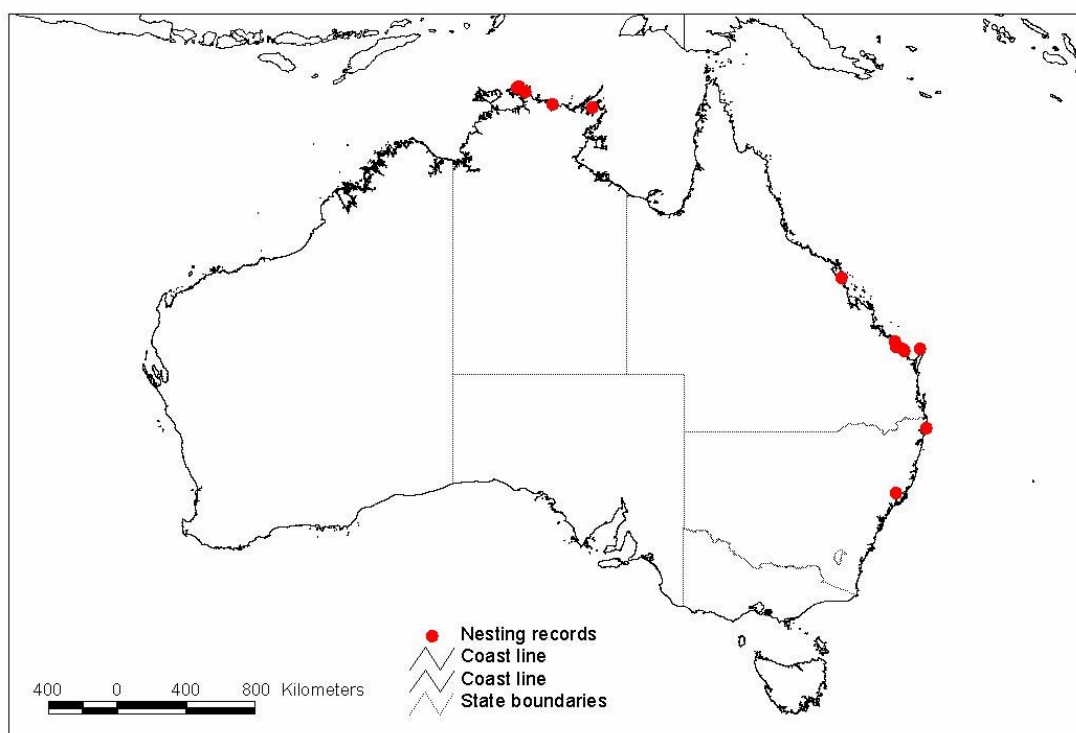 Nesting records
Coast line
Coast line
State boundaries
400 0 400 800 Kilometers